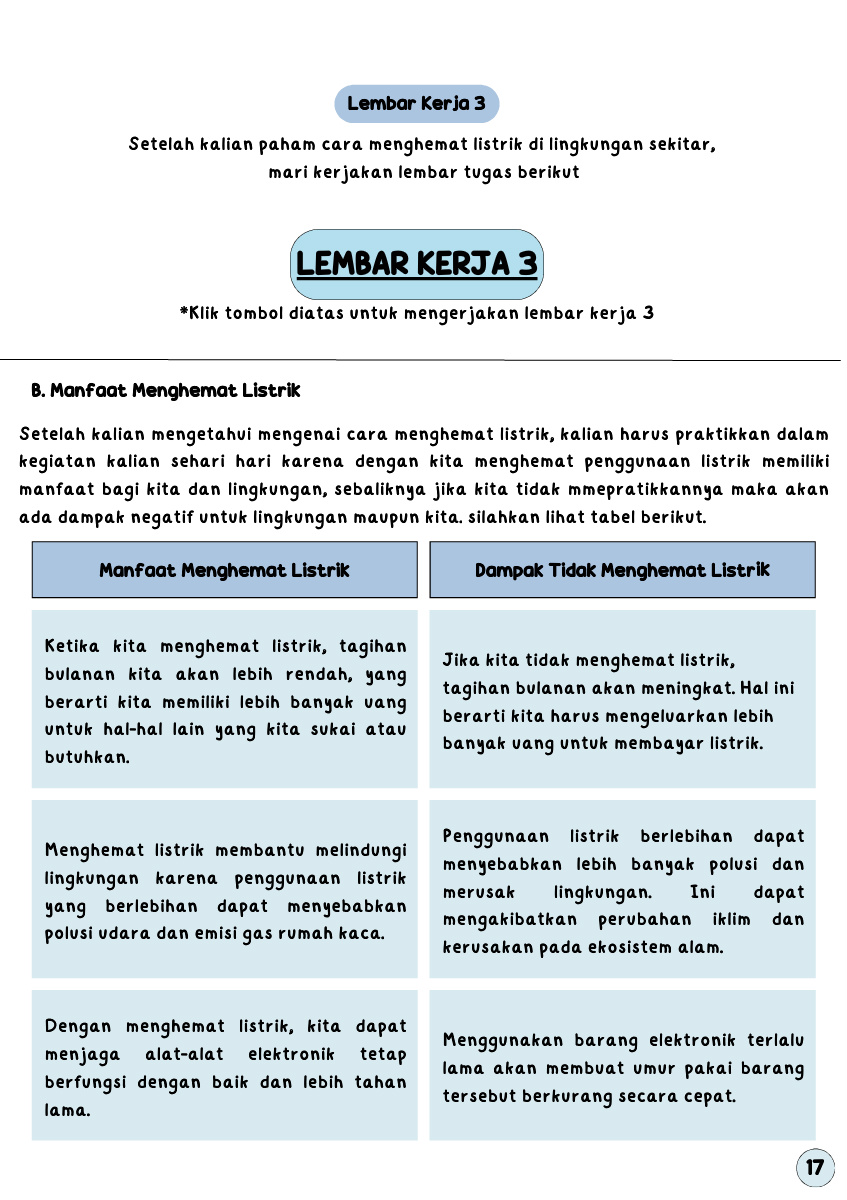 Lembar Kerja 3
Setelah kalian paham cara menghemat listrik di lingkungan sekitar,
mari kerjakan lembar tugas berikut
LEMBAR KERJA 3
*Klik tombol diatas untuk mengerjakan lembar kerja 3
B. Manfaat Menghemat Listrik
Setelah kalian mengetahui mengenai cara menghemat listrik, kalian harus praktikkan dalam
kegiatan kalian sehari hari karena dengan kita menghemat penggunaan listrik memiliki
manfaat bagi kita dan lingkungan, sebaliknya jika kita tidak mmepratikkannya maka akan
ada dampak negatif untuk lingkungan maupun kita. silahkan lihat tabel berikut.
Manfaat Menghemat Listrik
Dampak Tidak Menghemat Listrik
Ketika kita menghemat listrik, tagihan
bulanan kita akan lebih rendah, yang
berarti kita memiliki lebih banyak uang
untuk hal-hal lain yang kita sukai atau
butuhkan.
Jika kita tidak menghemat listrik,
tagihan bulanan akan meningkat. Hal ini
berarti kita harus mengeluarkan lebih
banyak uang untuk membayar listrik.
Menghemat listrik membantu melindungi
lingkungan karena penggunaan listrik
yang berlebihan dapat menyebabkan
polusi udara dan emisi gas rumah kaca.
Penggunaan listrik berlebihan dapat
menyebabkan lebih banyak polusi dan
merusak lingkungan. Ini dapat
mengakibatkan perubahan iklim dan
kerusakan pada ekosistem alam.
Dengan menghemat listrik, kita dapat
menjaga alat-alat elektronik tetap
berfungsi dengan baik dan lebih tahan
lama.
Menggunakan barang elektronik terlalu
lama akan membuat umur pakai barang
tersebut berkurang secara cepat.
17